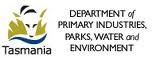 DEPARTMENT of
PRIMARY INDUSTRIES,
PARKS, WATER and
ENVIRONMENT
Tasmania